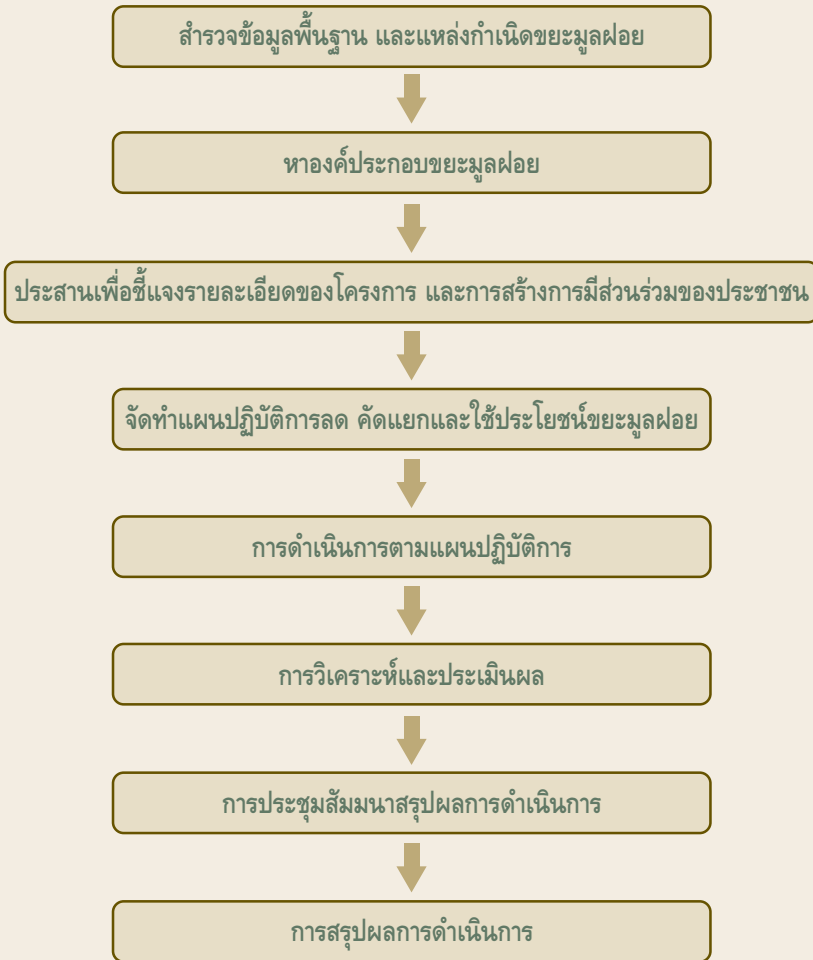 สำรวจข้อมูลพื้นฐาน และแหล่งกำเนิดขยะมูลฝอย
หาองค์ประกอบขยะมูลฝอย
ประสานเพื่อชี้แจงรายละเอียดของโครงการ และการสร้างการมีส่วนร่วมของประชาชน
จัดทำแผนปฏิบัติการลด คัดแยกและใช้ประโยชน์ขยะมูลฝอย
การดำเนินการตามแผนปฏิบัติการ
การวิเคราะห์และประเมินผล
การประชุมสัมมนาสรุปผลการดำเนินการ
การสรุปผลการดำเนินการ